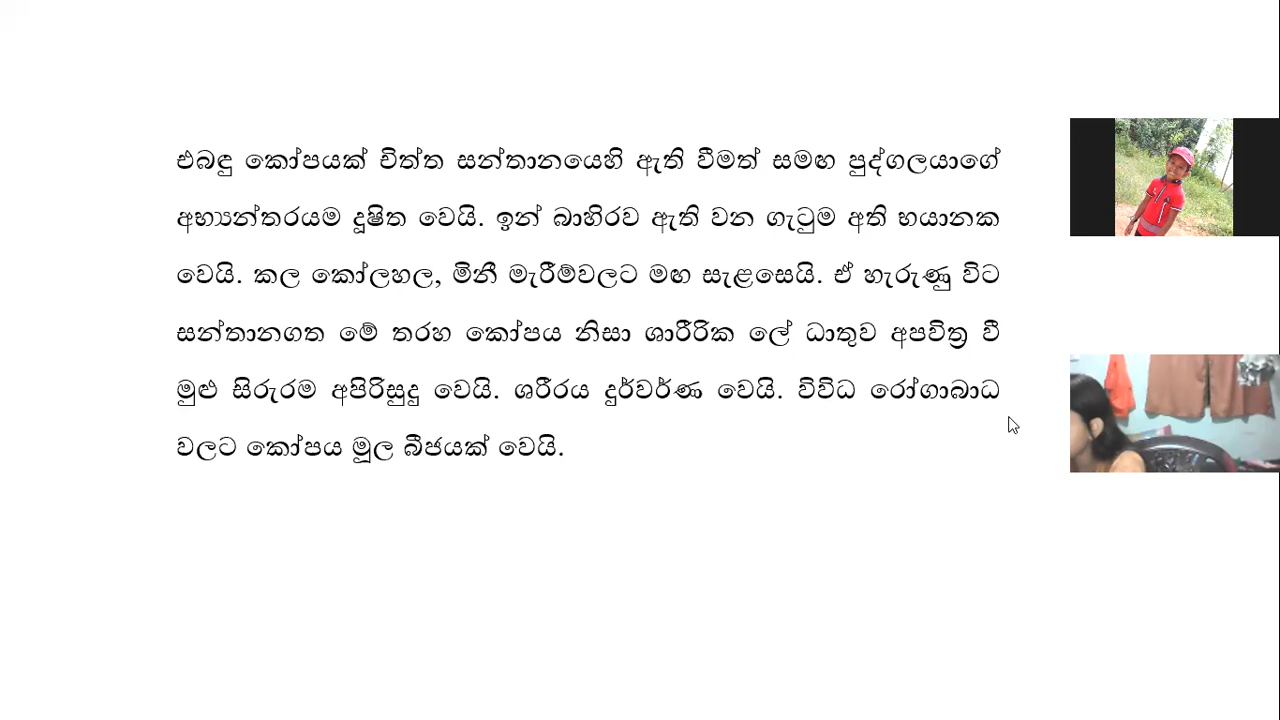 එබඳු කෝපයක් චිත්ත සන්තානයෙහි ඇති වීමත් සමඟ පුද්ගලයාගේ
අභ්‍යන්තරයම දූෂිත වෙයි. ඉන් බාහිරව ඇති වන ගැටුම අති භයානක
වෙයි. කල කෝලහල, මිනී මැරීම්වලට මඟ සැළසෙයි. ඒ හැරුණු විට
සන්තානගත මේ තරහ කෝපය නිසා ශාරීරික ලේ ධාතුව අපවිත්‍ර වී
මුළු සිරුරම අපිරිසුදු වෙයි. ශරීරය දුර්වර්ණ වෙයි. විවිධ රෝගාබාධ
වලට කෝපය මූල බීජයක් වෙයි.